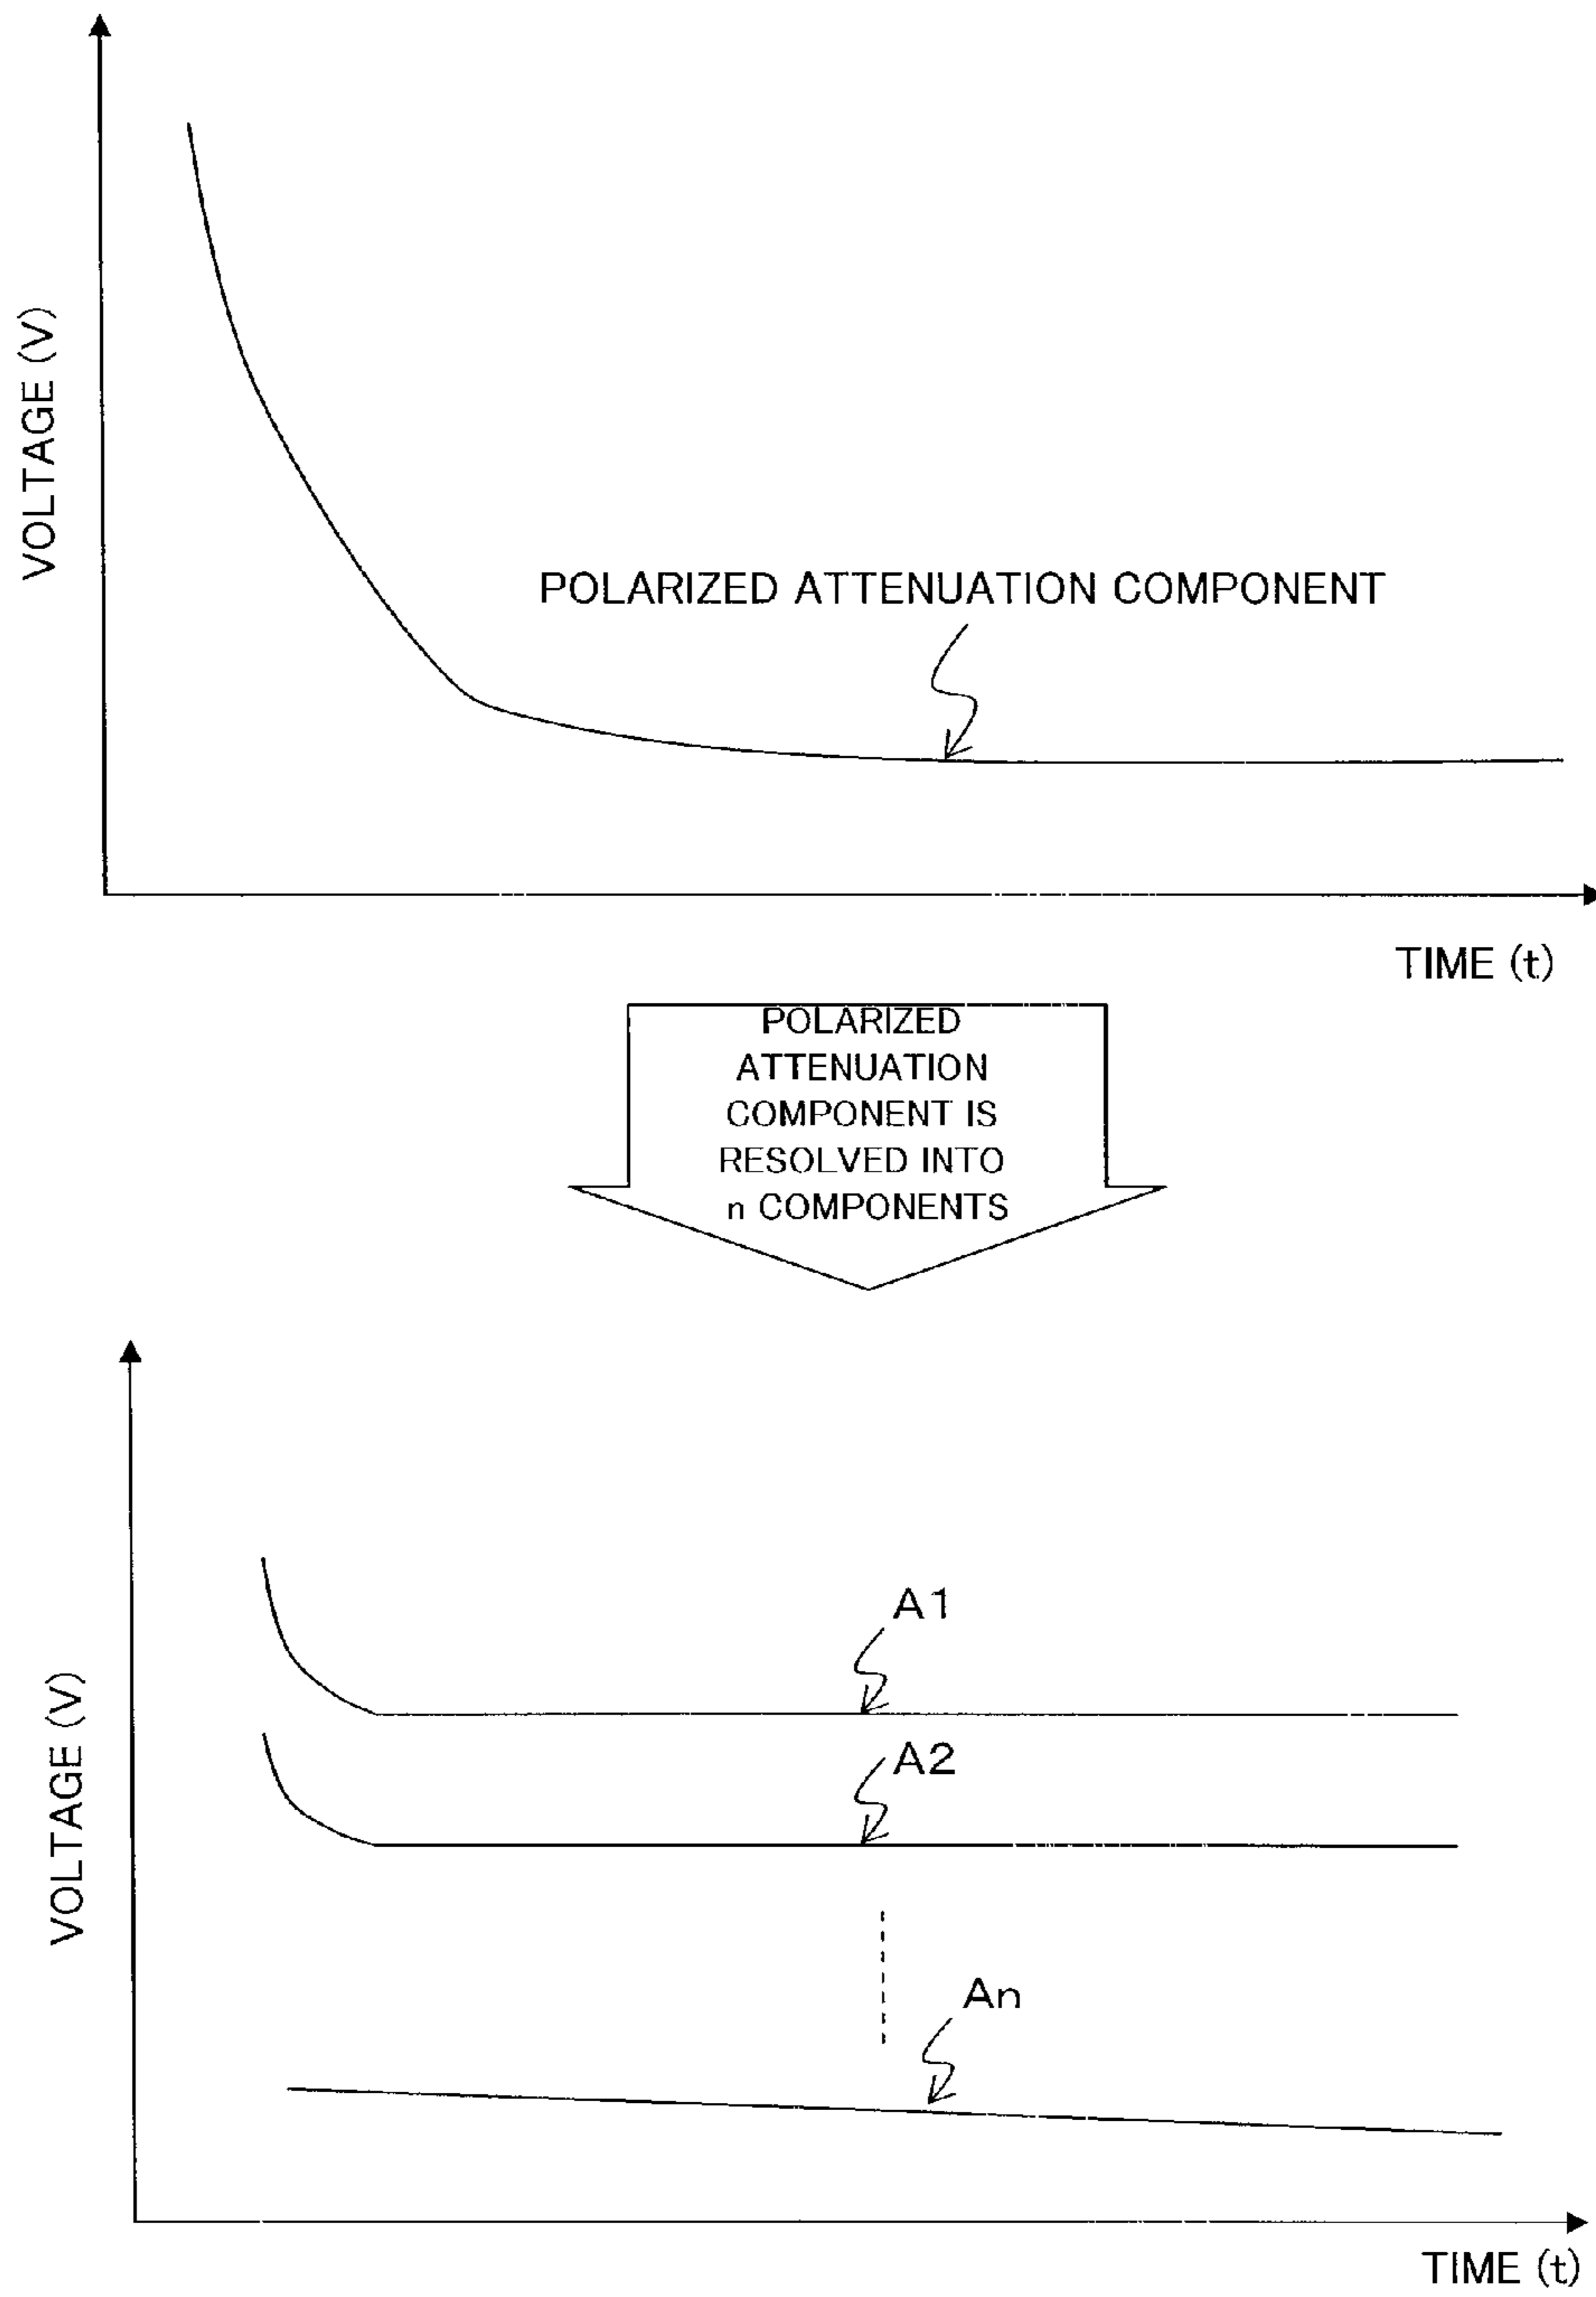 VOLTAGE (V)
POLARIZED ATTENUATION COMPONENT
TIME (t)
POLARIZED
ATTENUATION
COMPONENT IS
RESOLVED INTO
n COMPONENTS
VOLTAGE (V)
A1
A2
An
TIME (t)